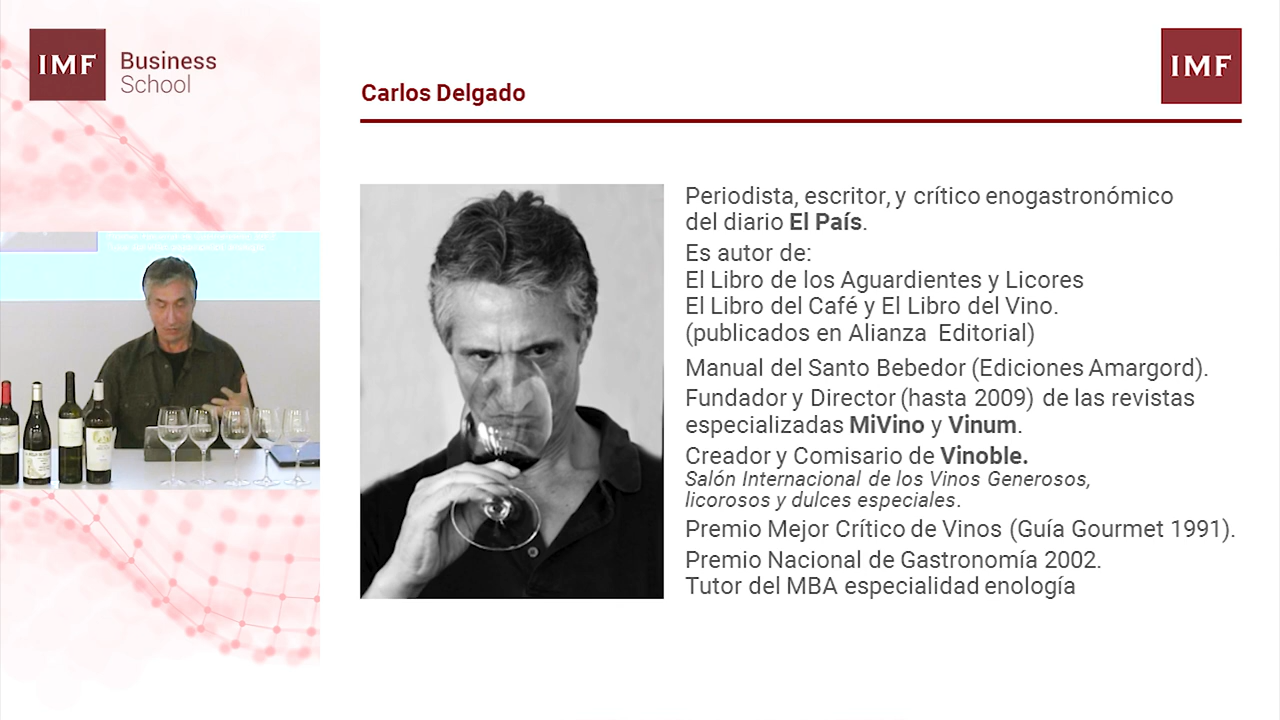 IMF Business
School
IMF
Carlos Delgado
Periodista, escritor, y crítico enogastronómico
del diario El País.
Es autor de:
El Libro de los Aguardientes y Licores
El Libro del Café y El Libro del Vino.
(publicados en Alianza Editorial)
Manual del Santo Bebedor (Ediciones Amargord).
Fundador y Director (hasta 2009) de las revistas
especializadas MiVino y Vinum.
Creador y Comisario de Vinoble.
Salón Internacional de los Vinos Generosos,
licorosos y dulces especiales.
Premio Mejor Crítico de Vinos (Guía Gourmet 1991).
Premio Nacional de Gastronomía 2002.
Tutor del MBA especialidad enología